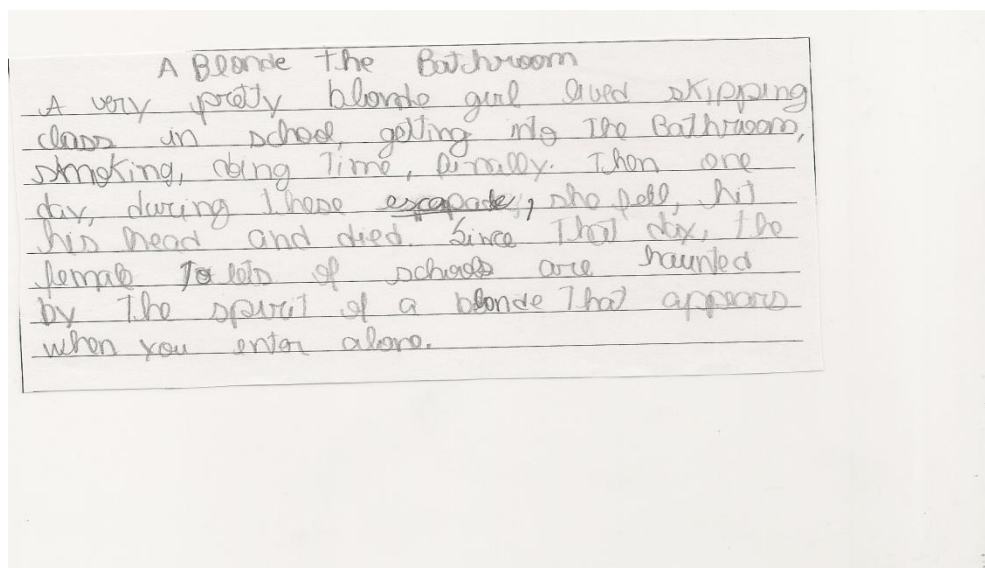 A Blonde the Bathroom
A very pretty blonde girl lived skipping
class in school, getting into the Bathroom,
smoking, doing Time, finally. Then one
day, during these escapade, she fell, hit
his head and died. Since That day, the
female Toilets of schools are haunted
by The spirit of a blonde That appears
when you enter alone.